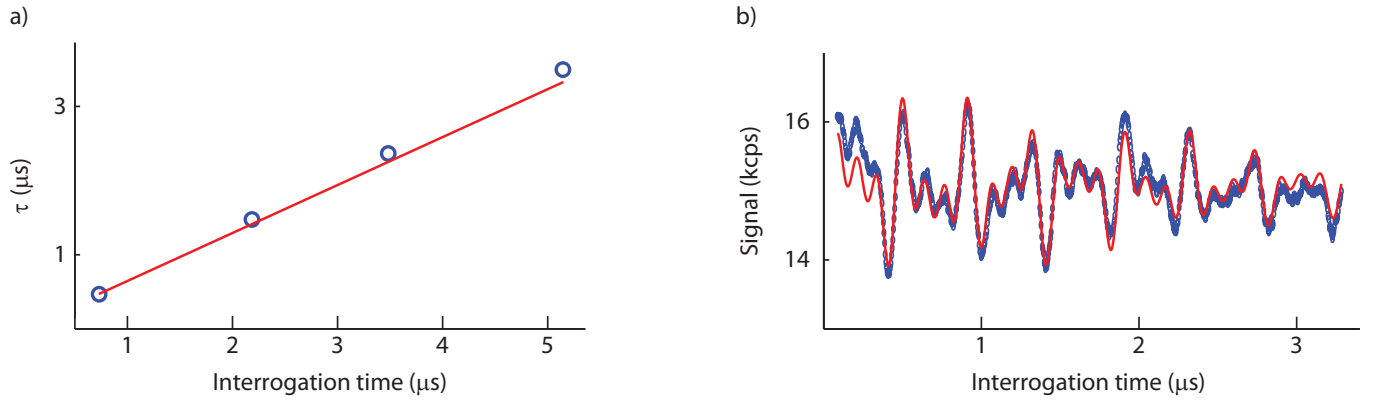 a)
τ (μs)
3
1
1 2 3 4 5
Interrogation time (μs)
b)
Signal (kcps)
16
14
1 2 3
Interrogation time (μs)